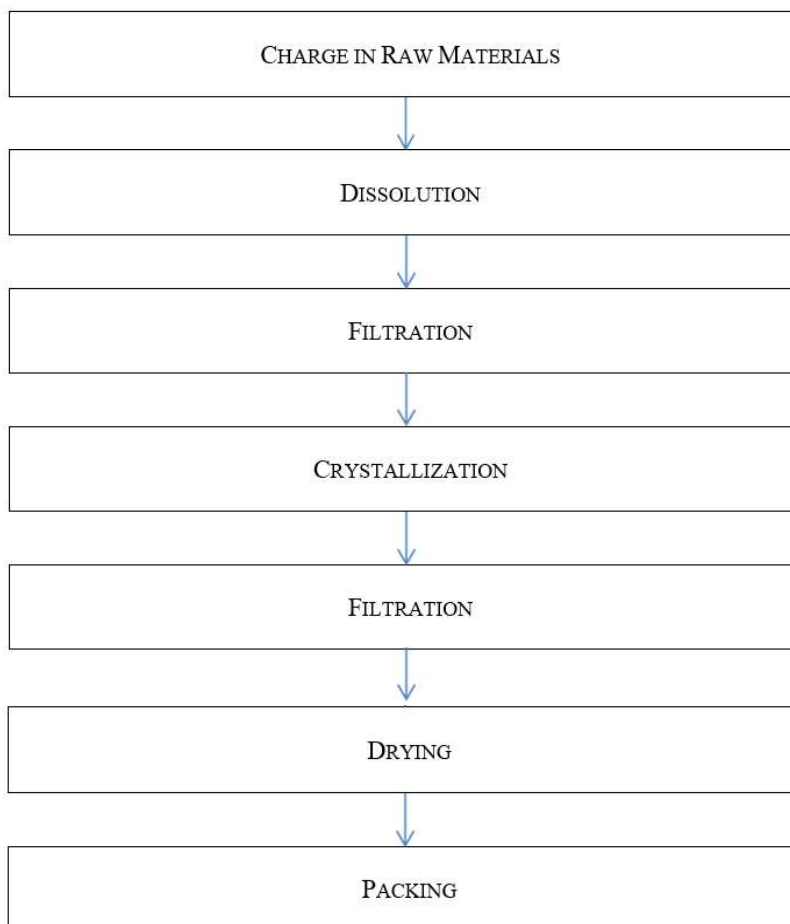 CHARGE IN RAW MATERIALS
DISSOLUTION
FILTRATION
CRYSTALLIZATION
FILTRATION
DRYING
PACKING